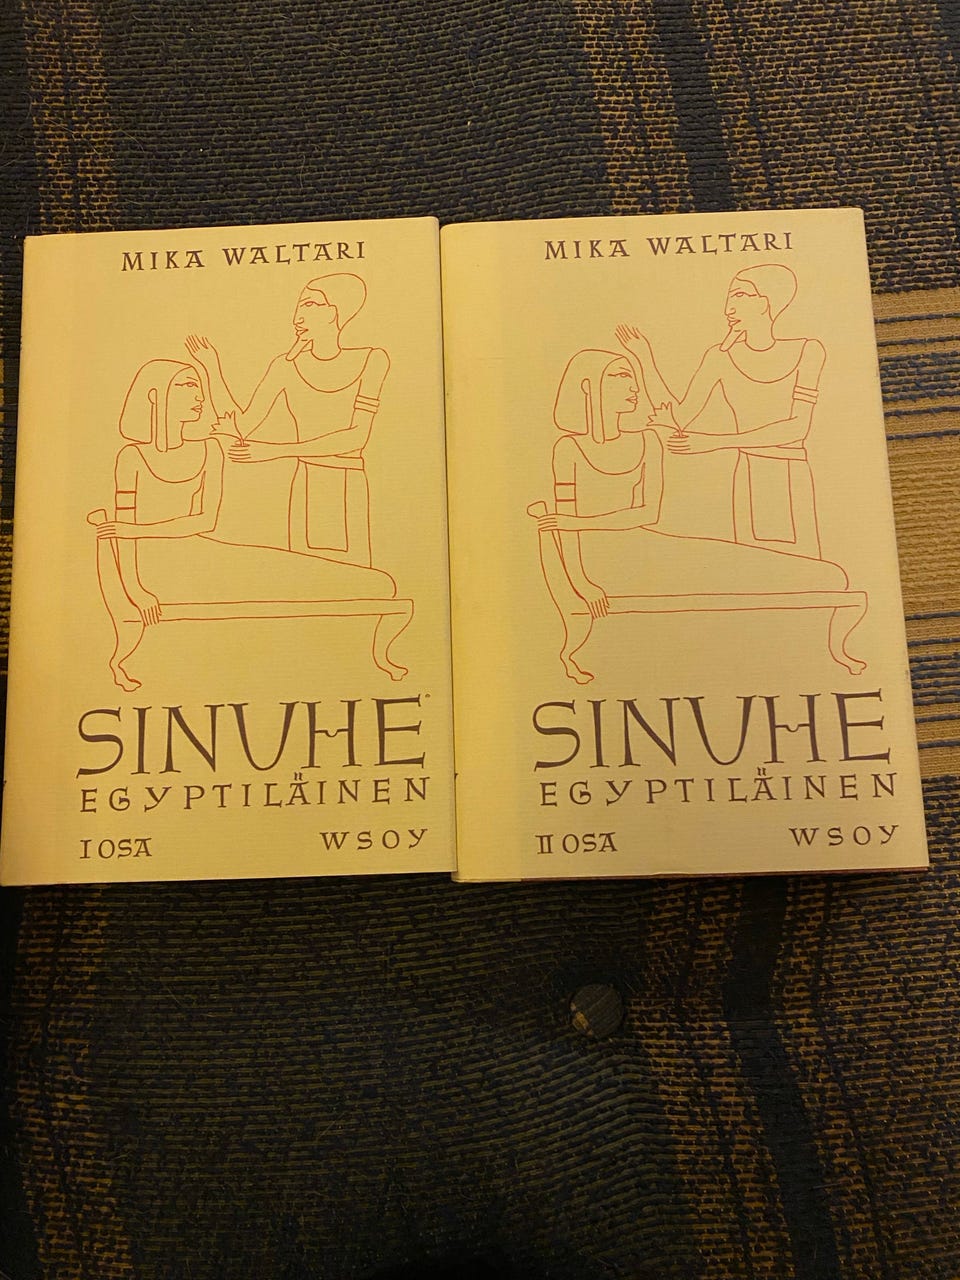 MIKA WALTARI
SINUHE
EGYPTILÄINEN
I OSA WSOY
MIKA WALTARI
SINUHE
EGYPTILÄINEN
II OSA WSOY